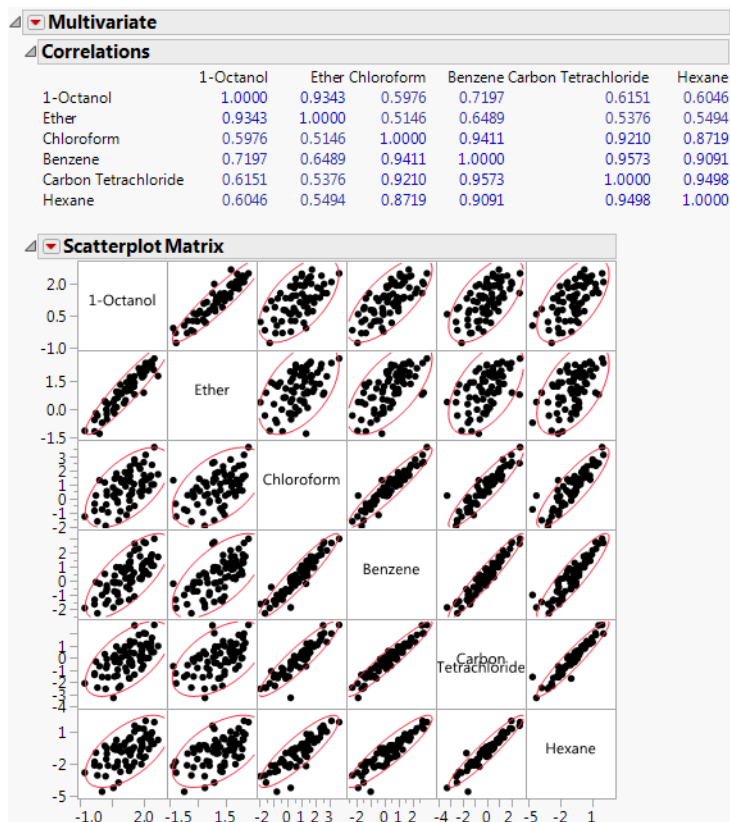 Multivariate
Correlations
1-Octanol Ether Chloroform Benzene Carbon Tetrachloride Hexane
1-Octanol 1.0000 0.9343 0.5976 0.7197 0.6151 0.6046
Ether 0.9343 1.0000 0.5146 0.6489 0.5376 0.5494
Chloroform 0.5976 0.5146 1.0000 0.9411 0.9210 0.8719
Benzene 0.7197 0.6489 0.9411 1.0000 0.9573 0.9091
Carbon Tetrachloride 0.6151 0.5376 0.9210 0.9573 1.0000 0.9498
Hexane 0.6046 0.5494 0.8719 0.9091 0.9498 1.0000
Scatterplot Matrix
2.0
1-Octanol
0.5
-1.0
1.5
Ether
0.0
-1.5
3
2
Chloroform
1
0
-1
-2
2
Benzene
1
0
-1
-2
1
Carbon
0
Tetrachloride
-1
-2
-3
-4
1
Hexane
-2
-5
-1.0 2.0 -1.5 1.5 -2 0 1 2 3 -2 0 1 2 -4 -2 0 2 -5 -2 1